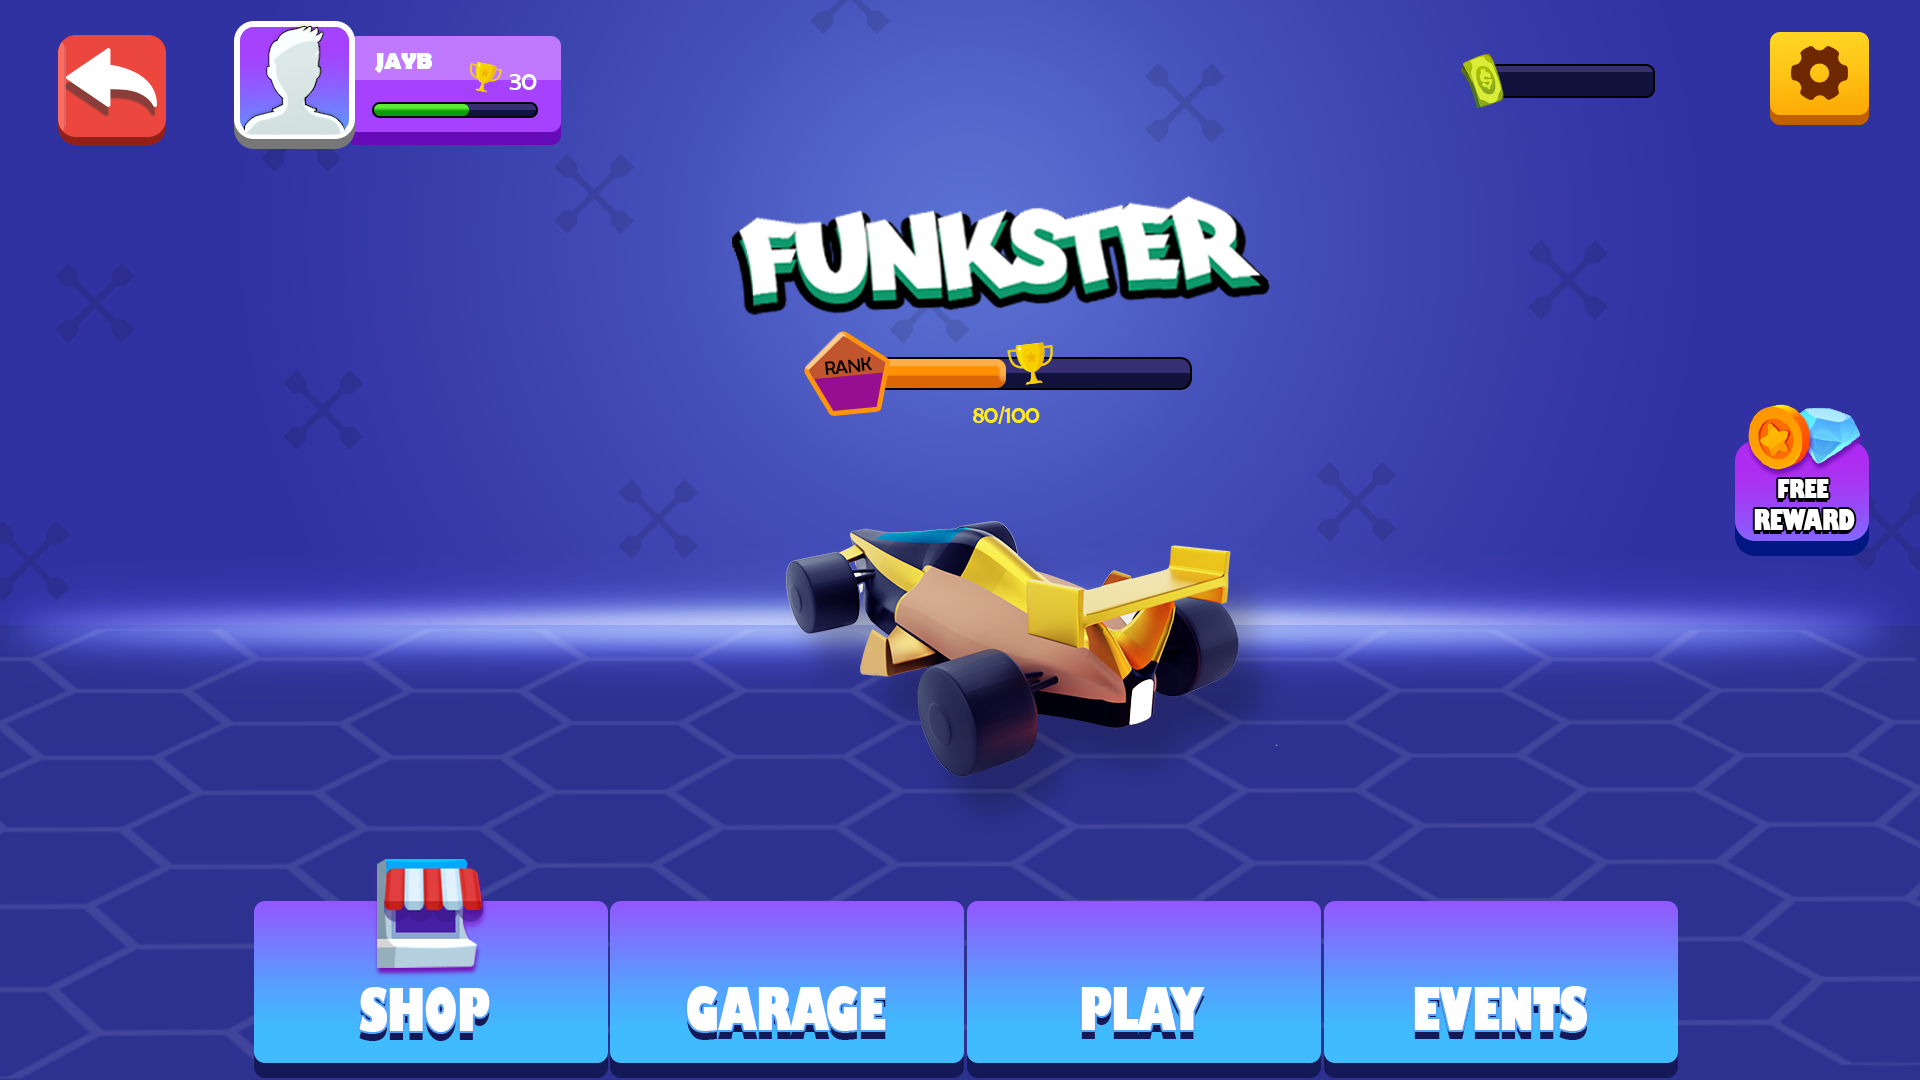 JAYB
30
FUNKSTER
RANK
80/100
FREE
REWARD
SHOP
GARAGE
PLAY
EVENTS